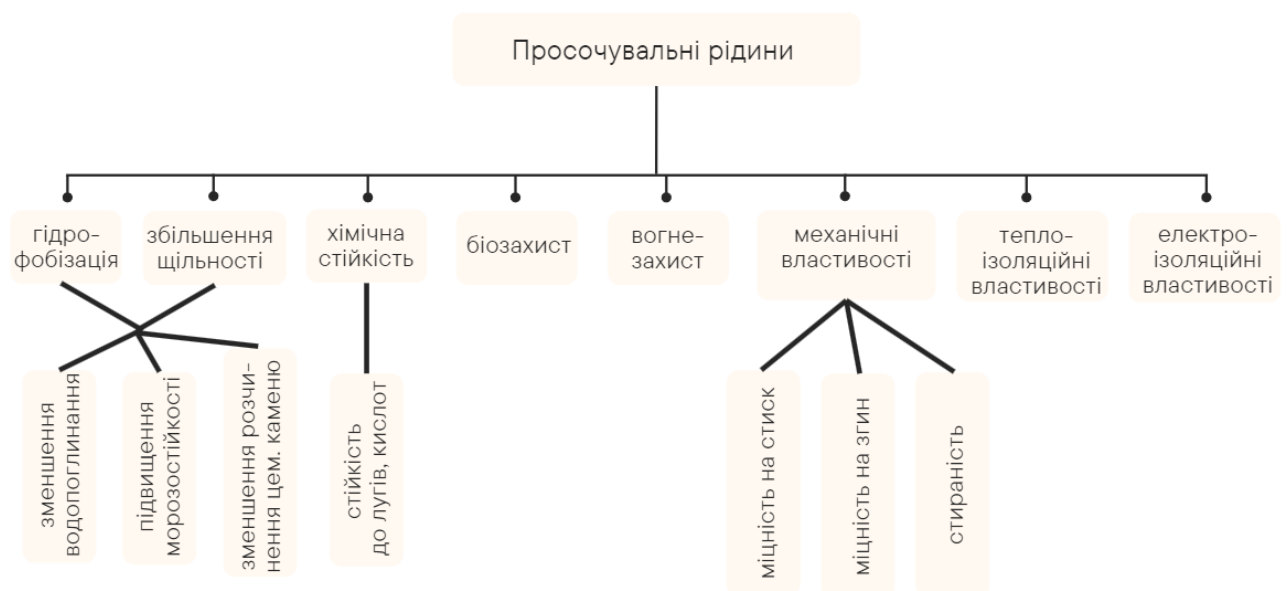 Просочувальні рідини
гідро-
фобізація
збільшення
щільності
хімічна
стійкість
біозахист
вогне-
захист
механічні
властивості
тепло-
ізоляційні
властивості
електро-
ізоляційні
властивості
зменшення
водопоглинання
підвищення
морозостійкості
зменшення розчи-
нення цем. каменю
стійкість
до лугів, кислот
міцність на стиск
міцність на згин
стираність